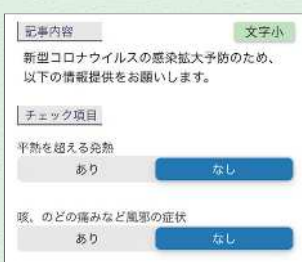 記事内容
文字小
新型コロナウイルスの感染拡大予防のため、
以下の情報提供をお願いします。
チェック項目
平熱を超える発熱
あり
なし
咳、のどの痛みなど風邪の症状
あり
なし